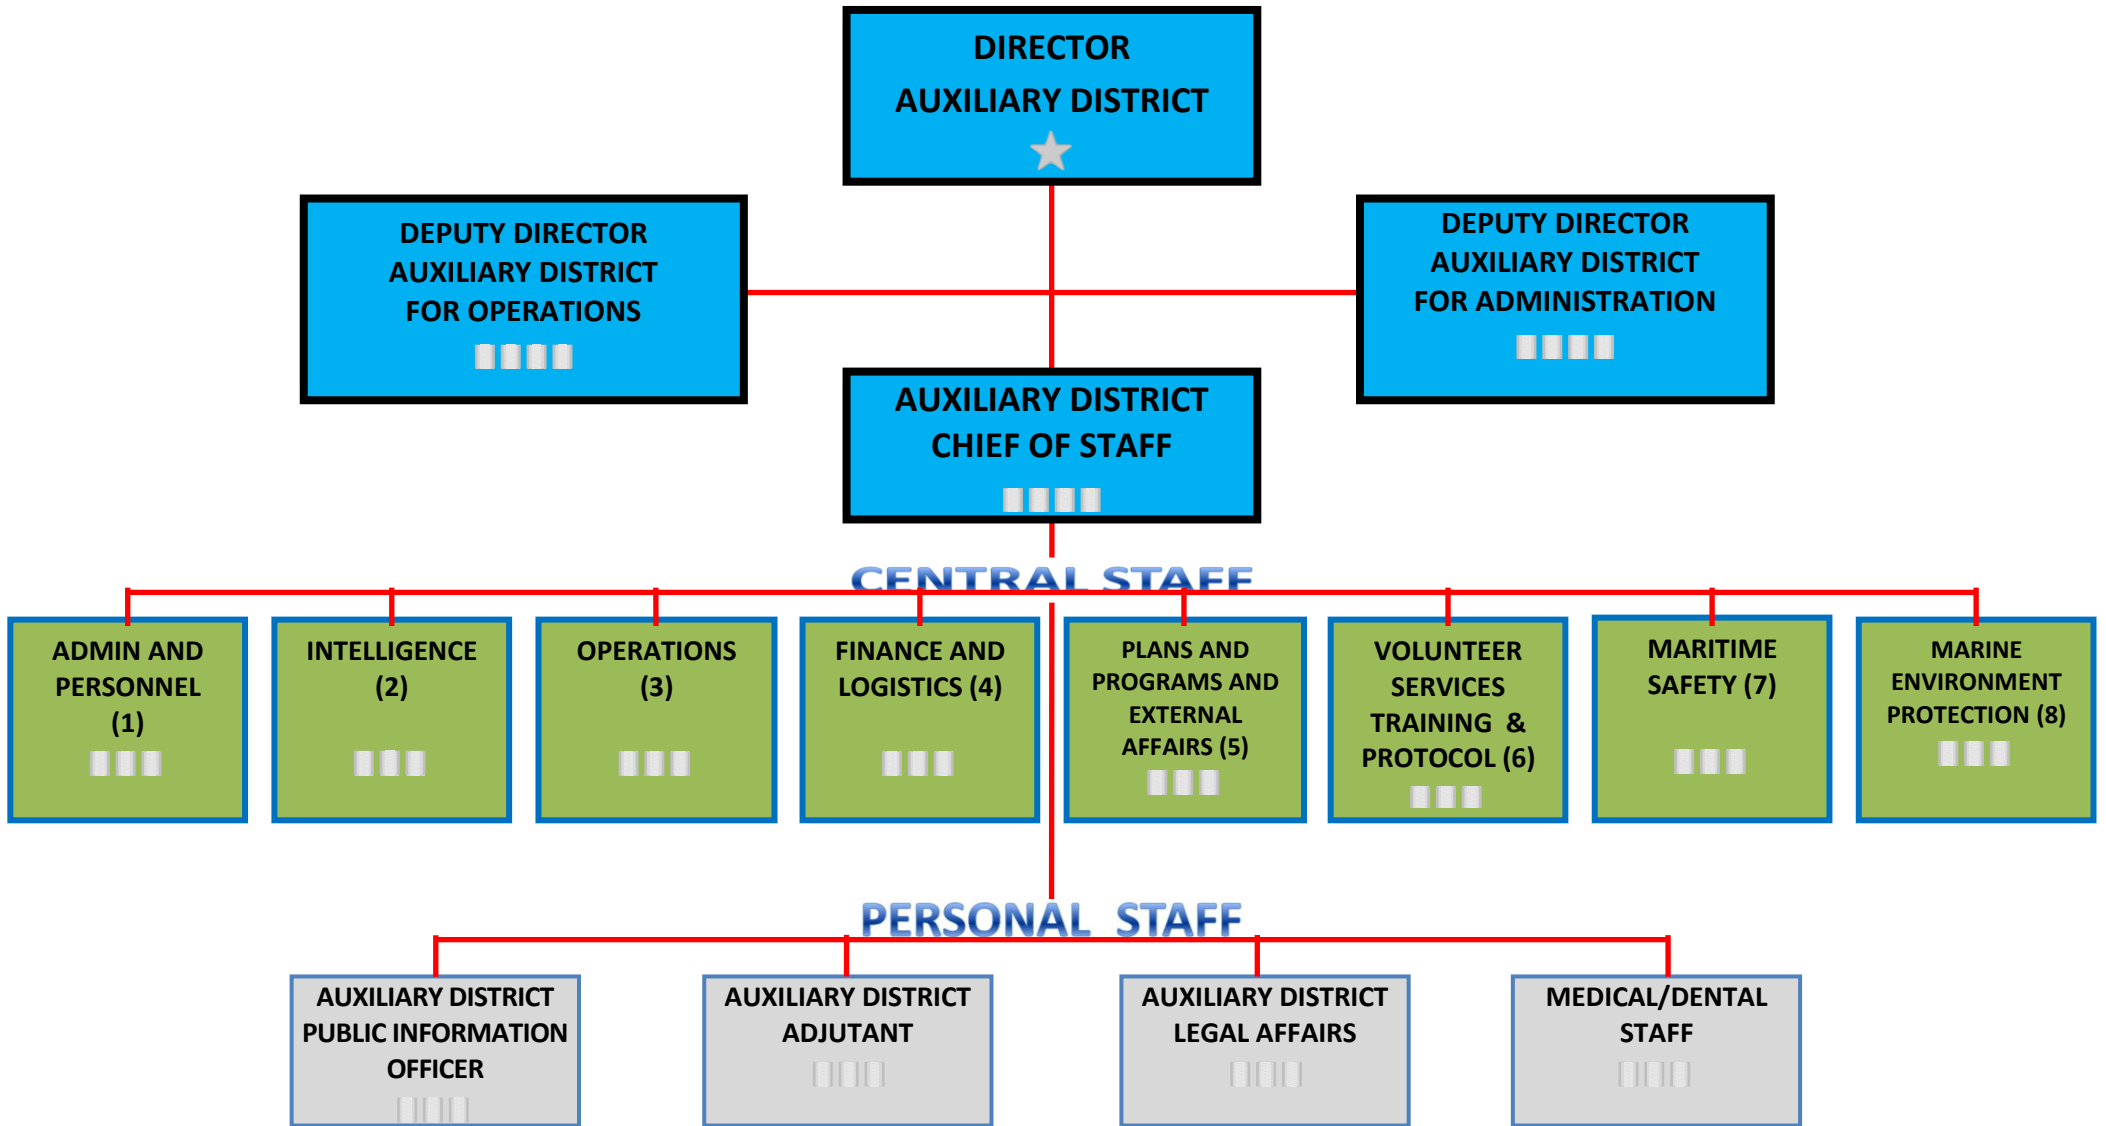 DIRECTOR
AUXILIARY DISTRICT
DEPUTY DIRECTOR
AUXILIARY DISTRICT
FOR OPERATIONS
DEPUTY DIRECTOR
AUXILIARY DISTRICT
FOR ADMINISTRATION
AUXILIARY DISTRICT
CHIEF OF STAFF
CENTRAL STAFF
ADMIN AND
PERSONNEL
(1)
INTELLIGENCE
(2)
OPERATIONS
(3)
FINANCE AND
LOGISTICS (4)
PLANS AND
PROGRAMS AND
EXTERNAL
AFFAIRS (5)
VOLUNTEER
SERVICES
TRAINING &
PROTOCOL (6)
MARITIME
SAFETY (7)
MARINE
ENVIRONMENT
PROTECTION (8)
PERSONAL STAFF
AUXILIARY DISTRICT
PUBLIC INFORMATION
OFFICER
AUXILIARY DISTRICT
ADJUTANT
AUXILIARY DISTRICT
LEGAL AFFAIRS
MEDICAL/DENTAL
STAFF